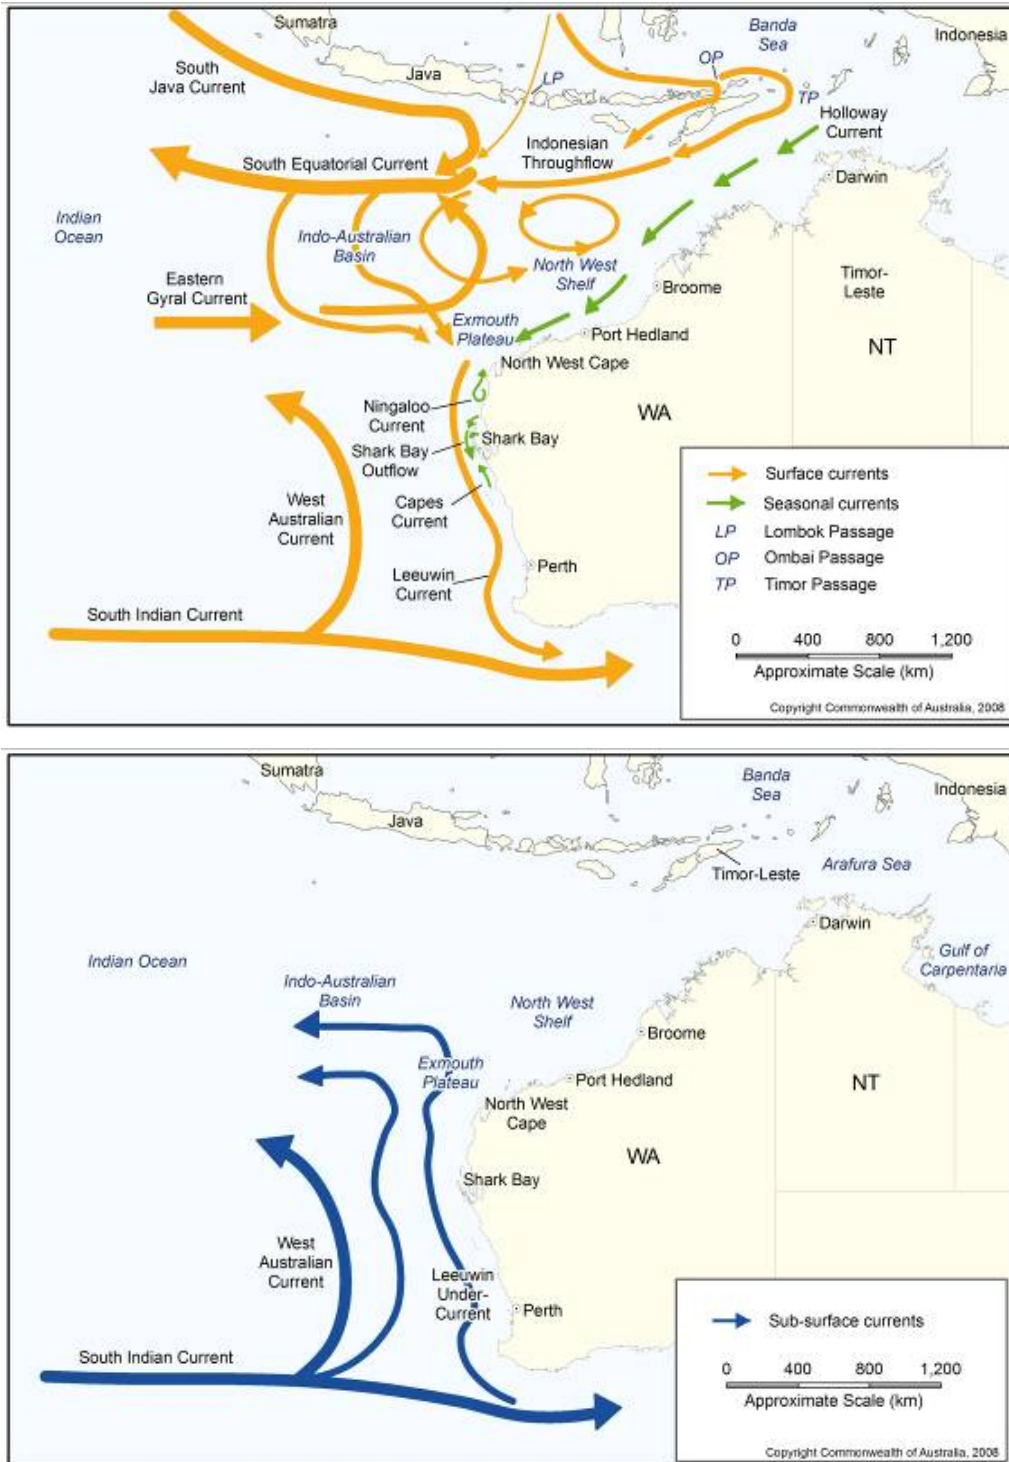 Sumatra
Banda
Sea
Indonesia
South
Java Current
Java
LP
OP
TP
Holloway
Current
Indonesian
Throughflow
South Equatorial Current
Darwin
Indian
Ocean
Indo-Australian
Basin
North West
Shelf
Timor-
Leste
Eastern
Gyral Current
Broome
Exmouth
Plateau
Port Hedland
NT
North West Cape
Ningaloo
Current
WA
Shark Bay
Shark Bay
Outflow
Capes
Current
West
Australian
Current
Leeuwin
Current
Perth
South Indian Current
Surface currents
Seasonal currents
LP Lombok Passage
OP Ombai Passage
TP Timor Passage
0 400 800 1,200
Approximate Scale (km)
Copyright Commonwealth of Australia, 2008
Sumatra
Banda
Sea
Indonesia
Java
Timor-Leste
Arafura Sea
Darwin
Gulf of
Carpentaria
Indian Ocean
Indo-Australian
Basin
North West
Shelf
Broome
Exmouth
Plateau
Port Hedland
NT
North West
Cape
WA
Shark Bay
West
Australian
Current
Leeuwin
Under-
Current
Perth
South Indian Current
Sub-surface currents
0 400 800 1,200
Approximate Scale (km)
Copyright Commonwealth of Australia, 2008